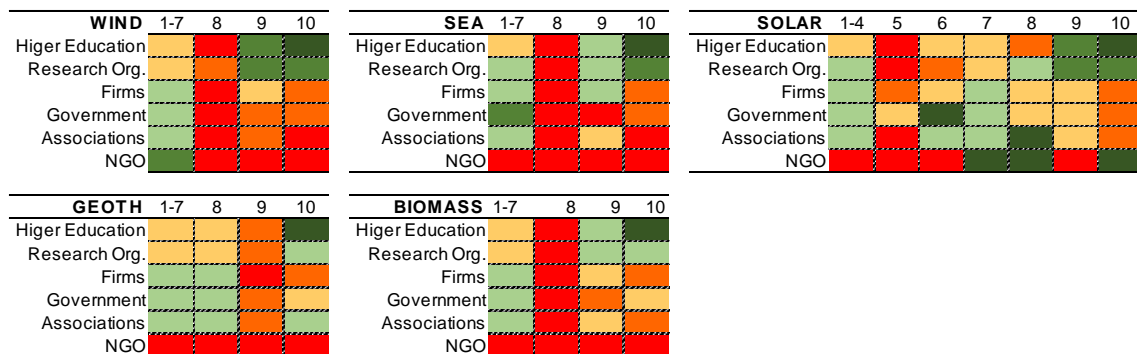 WIND 1-7 8 9 10
Higer Education
Research Org.
Firms
Government
Associations
NGO
SEA 1-7 8 9 10
Higer Education
Research Org.
Firms
Government
Associations
NGO
SOLAR 1-4 5 6 7 8 9 10
Higer Education
Research Org.
Firms
Government
Associations
NGO
GEOTH 1-7 8 9 10
Higer Education
Research Org.
Firms
Government
Associations
NGO
BIOMASS 1-7 8 9 10
Higer Education
Research Org.
Firms
Government
Associations
NGO